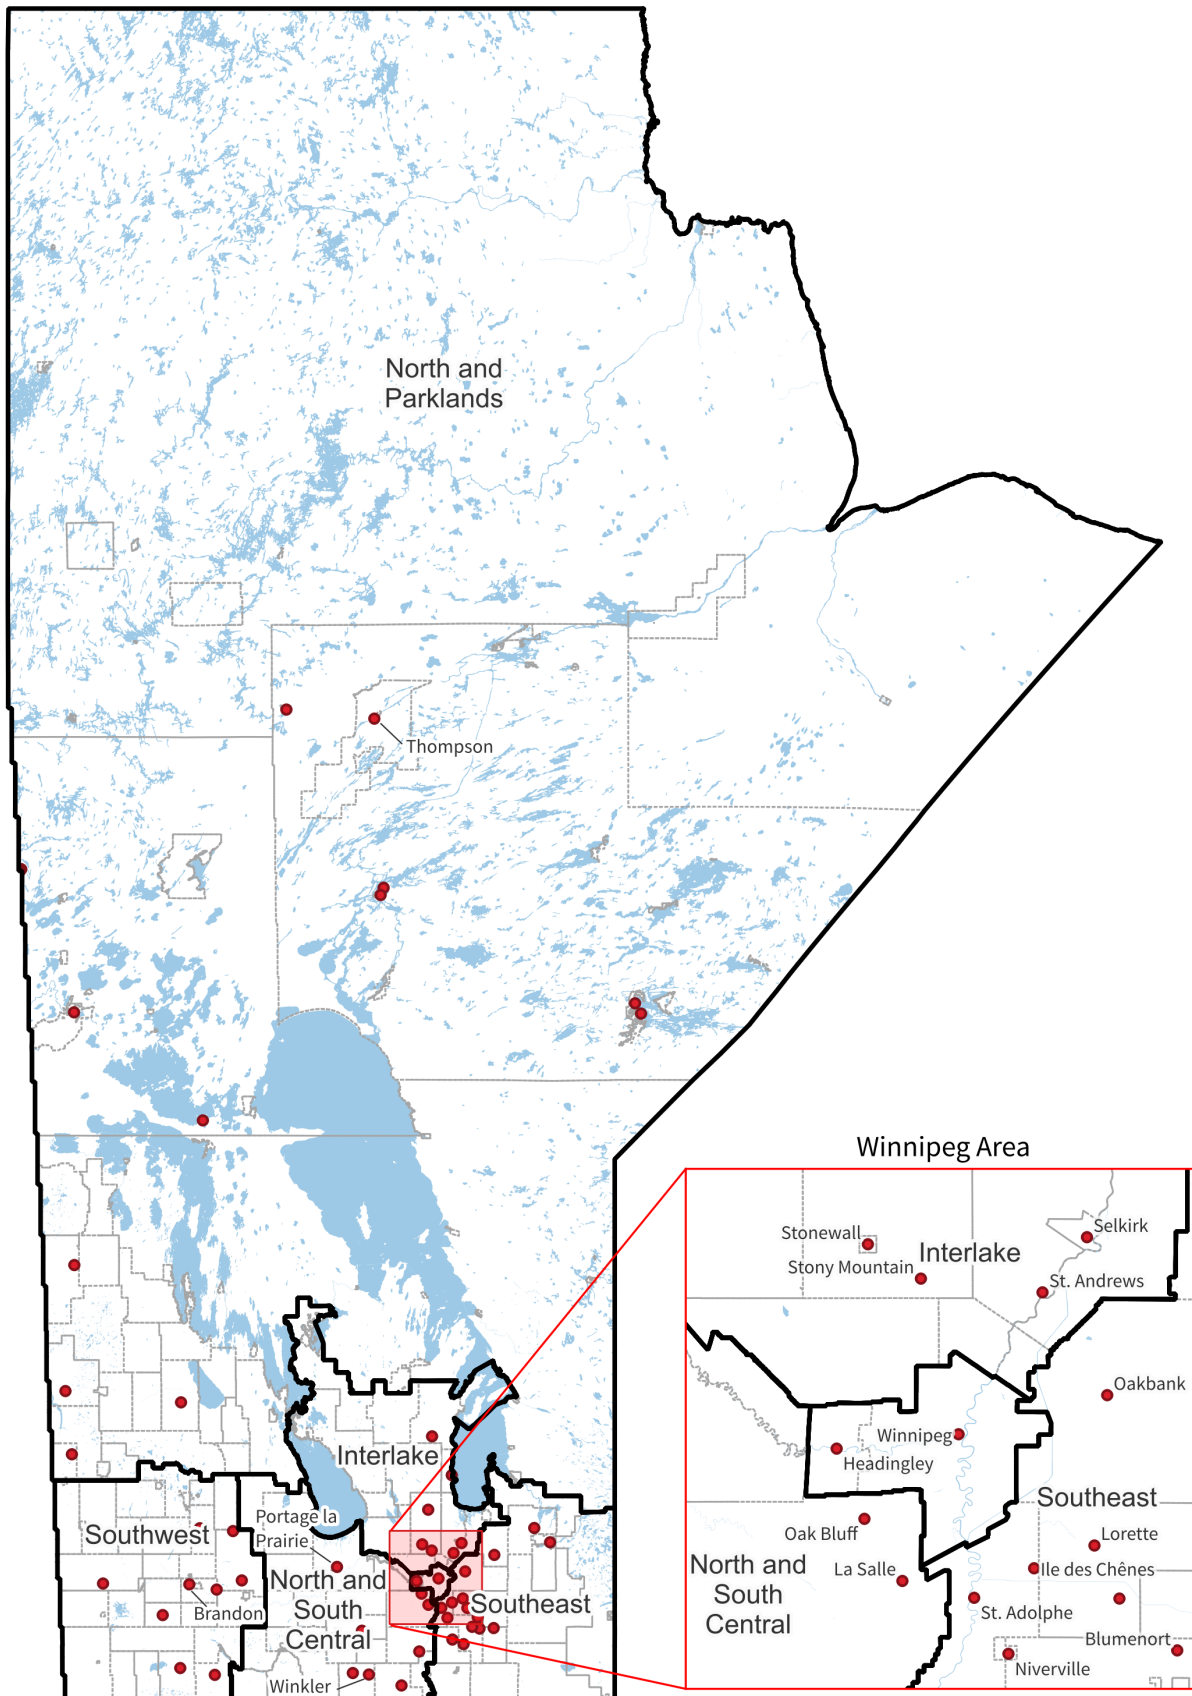 North and
Parklands
Thompson
Winnipeg Area
Stonewall
Selkirk
Interlake
Stony Mountain
St. Andrews
Oakbank
Winnipeg
Headingley
Interlake
Southeast
Portage la
Prairie
Southwest
Oak Bluff
Lorette
North and
South
Central
La Salle
Ile des Chênes
North and
South
Central
Southeast
Brandon
St. Adolphe
Blumenort
Niverville
Winkler